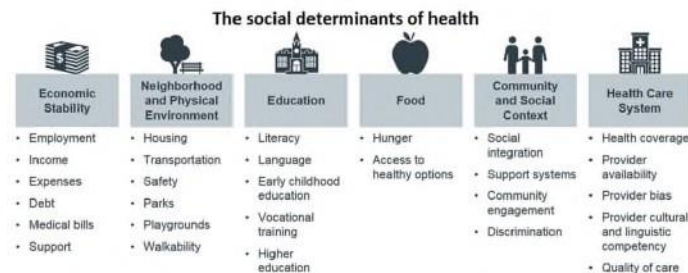 The social determinants of health
$
Economic
Stability
• Employment
• Income
• Expenses
• Debt
• Medical bills
• Support
Neighborhood
and Physical
Environment
• Housing
• Transportation
• Safety
• Parks
• Playgrounds
• Walkability
Education
• Literacy
• Language
• Early childhood
education
• Vocational
training
• Higher
education
Food
• Hunger
• Access to
healthy options
Community
and Social
Context
• Social
integration
• Support systems
• Community
engagement
• Discrimination
Health Care
System
• Health coverage
• Provider
availability
• Provider bias
• Provider cultural
and linguistic
competency
• Quality of care